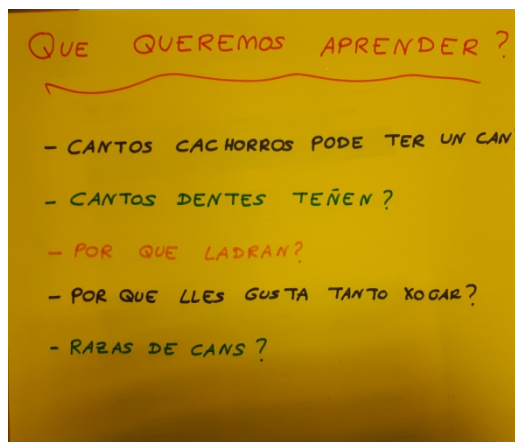 QUE QUEREMOS APRENDER?
- CANTOS CACHORROS PODE TER UN CAN
- CANTOS DENTES TEÑEN?
- POR QUE LADRAN?
- POR QUE LLES GUSTA TANTO XOGAR?
- RAZAS DE CANS?